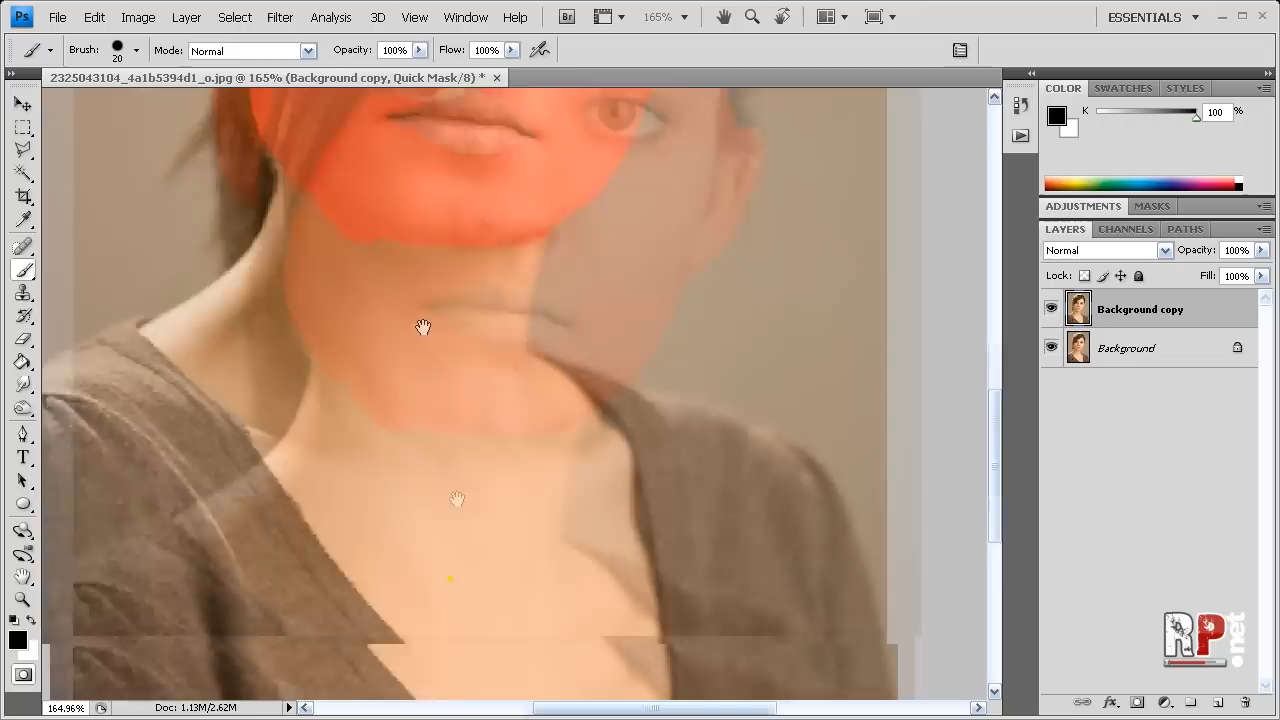 Ps File Edit Image Layer Select Filter Analysis 3D View Window Help Br 165% ESSENTIALS
Brush: 20 Mode: Normal Opacity: 100% Flow: 100%
2325043104_4a1b5394d1_o.jpg @ 165% (Background copy, Quick Mask/8) *
COLOR SWATCHES STYLES
K 100 %
ADJUSTMENTS MASKS
LAYERS CHANNELS PATHS
Normal Opacity: 100%
Lock: Fill: 100%
Background copy
Background
T
RP.net
164.96% Doc: 1.13M/2.62M
fx